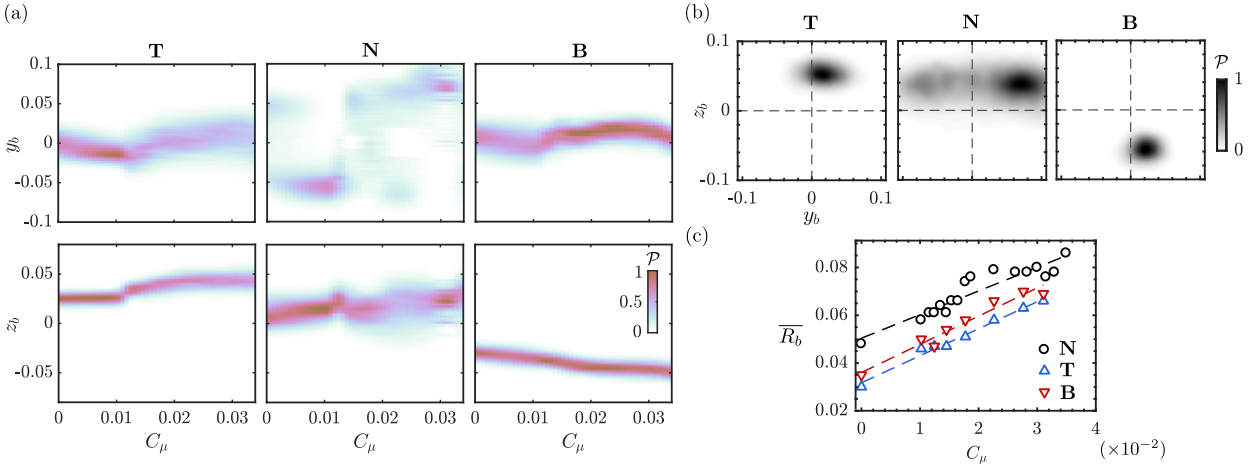 (a)
T N B
0.1
0.05
0
-0.05
-0.1
y_b
0.05
0
-0.05
z_b
𝒫
1
0.5
0
0 0.01 0.02 0.03 0 0.01 0.02 0.03 0 0.01 0.02 0.03
C_μ C_μ C_μ
(b)
T N B
0.1
0
-0.1
z_b
-0.1 0 0.1
y_b
𝒫
1
0
(c)
0.08
0.06
0.04
0.02
R̅_b̅
N
T
B
0 1 2 3 4
C_μ (×10⁻²)